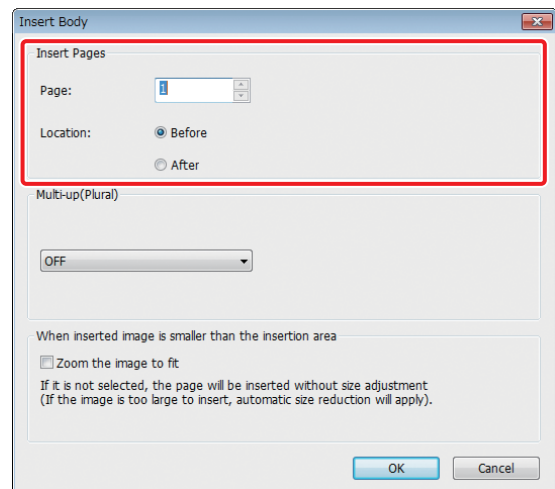 Insert Body
Insert Pages
Page:
1
Location:
Before
After
Multi-up(Plural)
OFF
When inserted image is smaller than the insertion area
Zoom the image to fit
If it is not selected, the page will be inserted without size adjustment
(If the image is too large to insert, automatic size reduction will apply).
OK
Cancel